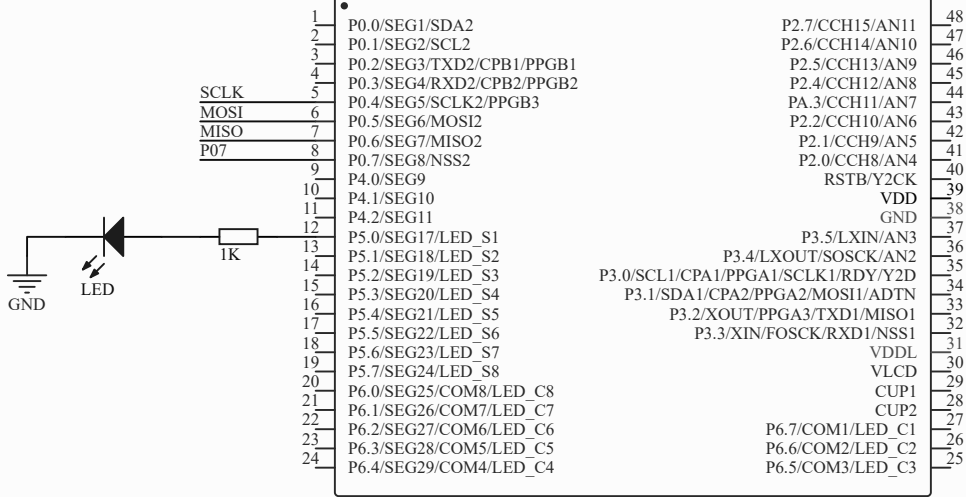 1 P0.0/SEG1/SDA2 P2.7/CCH15/AN11 48
2 P0.1/SEG2/SCL2 P2.6/CCH14/AN10 47
3 P0.2/SEG3/TXD2/CPB1/PPGB1 P2.5/CCH13/AN9 46
4 P0.3/SEG4/RXD2/CPB2/PPGB2 P2.4/CCH12/AN8 45
SCLK 5 P0.4/SEG5/SCLK2/PPGB3 PA.3/CCH11/AN7 44
MOSI 6 P0.5/SEG6/MOSI2 P2.2/CCH10/AN6 43
MISO 7 P0.6/SEG7/MISO2 P2.1/CCH9/AN5 42
P07 8 P0.7/SEG8/NSS2 P2.0/CCH8/AN4 41
9 P4.0/SEG9 RSTB/Y2CK 40
10 P4.1/SEG10 VDD 39
11 P4.2/SEG11 GND 38
12 P5.0/SEG17/LED_S1 P3.5/LXIN/AN3 37
1K 13 P5.1/SEG18/LED_S2 P3.4/LXOUT/SOSCK/AN2 36
14 P5.2/SEG19/LED_S3 P3.0/SCL1/CPA1/PPGA1/SCLK1/RDY/Y2D 35
GND LED 15 P5.3/SEG20/LED_S4 P3.1/SDA1/CPA2/PPGA2/MOSI1/ADTN 34
16 P5.4/SEG21/LED_S5 P3.2/XOUT/PPGA3/TXD1/MISO1 33
17 P5.5/SEG22/LED_S6 P3.3/XIN/FOSCK/RXD1/NSS1 32
18 P5.6/SEG23/LED_S7 VDDL 31
19 P5.7/SEG24/LED_S8 VLCD 30
20 P6.0/SEG25/COM8/LED_C8 CUP1 29
21 P6.1/SEG26/COM7/LED_C7 CUP2 28
22 P6.2/SEG27/COM6/LED_C6 P6.7/COM1/LED_C1 27
23 P6.3/SEG28/COM5/LED_C5 P6.6/COM2/LED_C2 26
24 P6.4/SEG29/COM4/LED_C4 P6.5/COM3/LED_C3 25